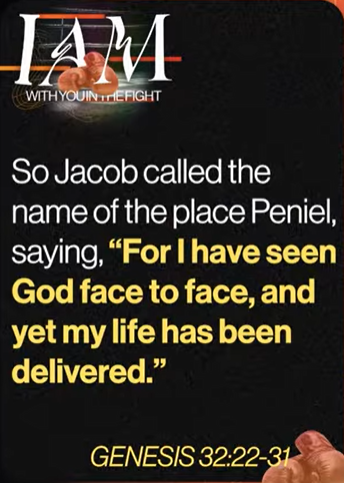 I AM
WITH YOU IN THE FIGHT
So Jacob called the
name of the place Peniel,
saying, “For I have seen
God face to face, and
yet my life has been
delivered.”
GENESIS 32:22-31